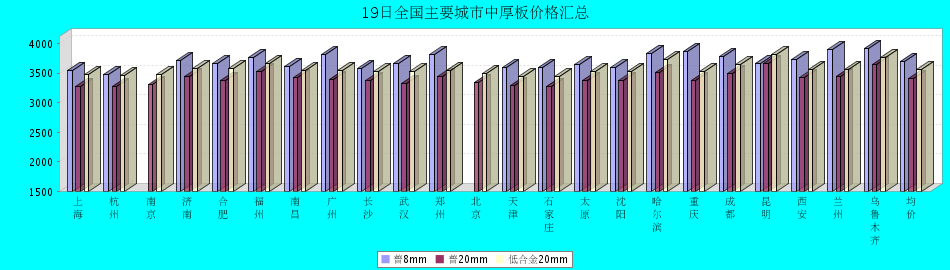 19日全国主要城市中厚板价格汇总
4000
3500
3000
2500
2000
1500
上海
杭州
南京
济南
合肥
福州
南昌
广州
长沙
武汉
郑州
北京
天津
石家庄
太原
沈阳
哈尔滨
重庆
成都
昆明
西安
兰州
乌鲁木齐
均价
普8mm 普20mm 低合金20mm